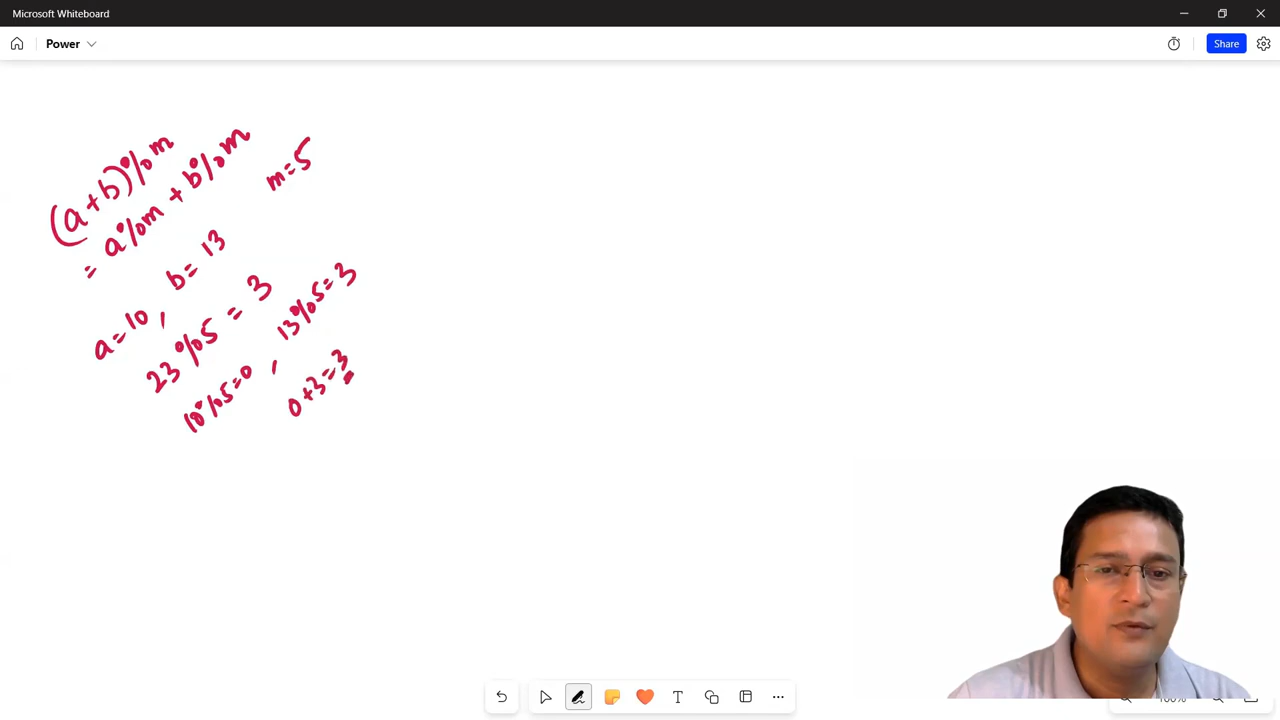 Microsoft Whiteboard
Power
Share
(a+b)%m
= a%m + b%m
m=5
a=10, b=13
23%5 = 3
10%5=0, 13%5=3
0+3=3
100%